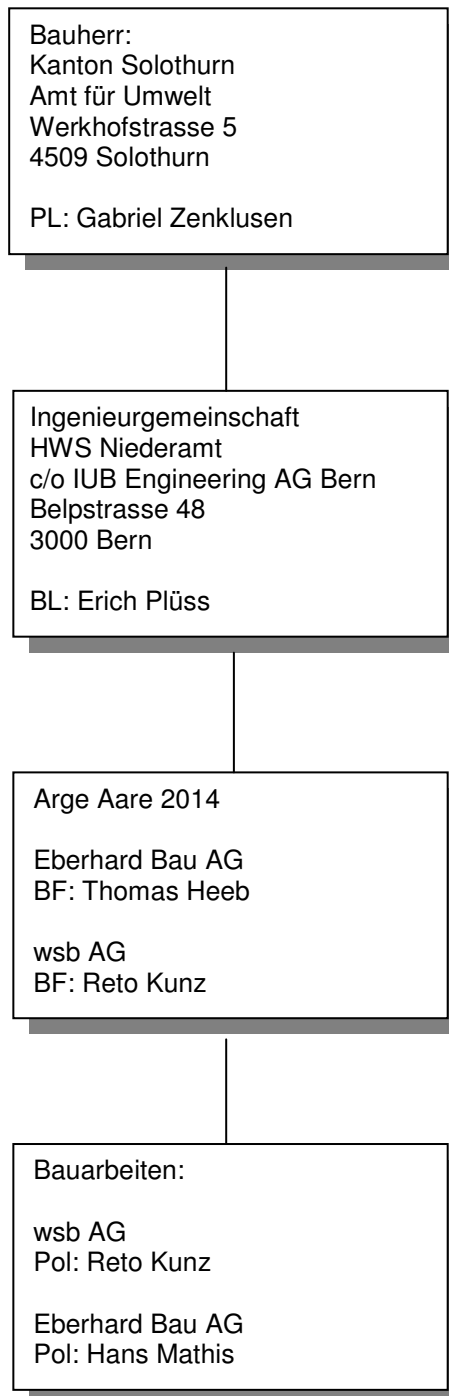 Bauherr:
Kanton Solothurn
Amt für Umwelt
Werkhofstrasse 5
4509 Solothurn
PL: Gabriel Zenklusen
Ingenieurgemeinschaft
HWS Niederamt
c/o IUB Engineering AG Bern
Belpstrasse 48
3000 Bern
BL: Erich Plüss
Arge Aare 2014
Eberhard Bau AG
BF: Thomas Heeb
wsb AG
BF: Reto Kunz
Bauarbeiten:
wsb AG
Pol: Reto Kunz
Eberhard Bau AG
Pol: Hans Mathis